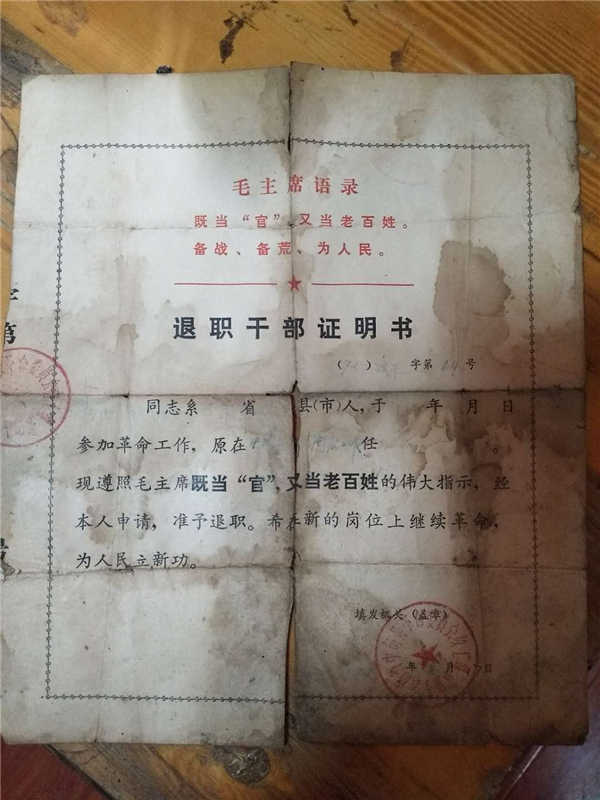 毛主席语录
既当“官”，又当老百姓。
备战、备荒、为人民。
退职干部证明书
字第 号
同志系 省 县(市)人，于 年 月 日
参加革命工作，原在 任 。
现遵照毛主席既当“官”，又当老百姓的伟大指示，经
本人申请，准予退职。希在新的岗位上继续革命，
为人民立新功。
填发机关（盖章）
年 月 日
字
第